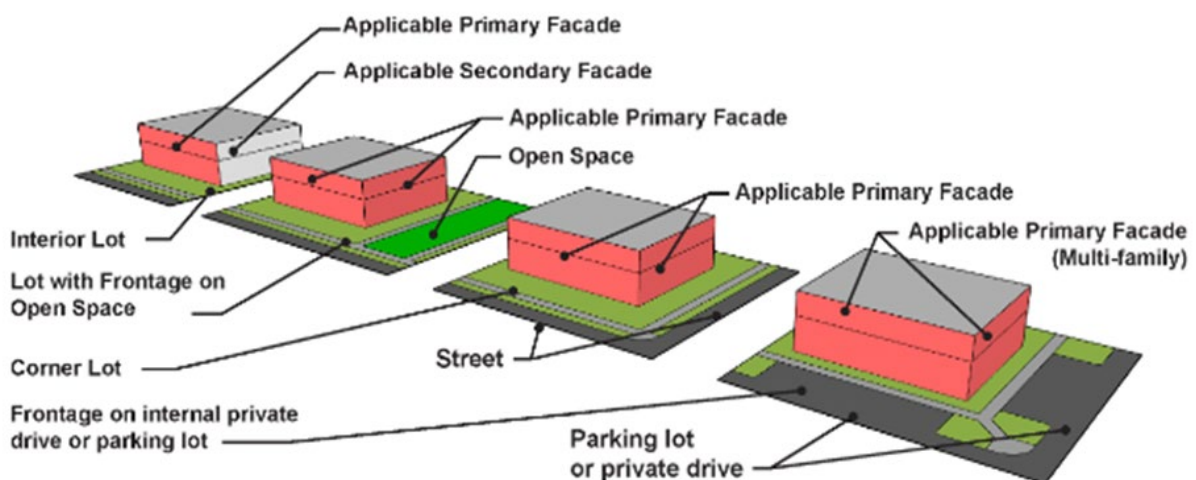 Applicable Primary Facade
Applicable Secondary Facade
Applicable Primary Facade
Open Space
Applicable Primary Facade
Applicable Primary Facade
(Multi-family)
Interior Lot
Lot with Frontage on
Open Space
Corner Lot
Street
Frontage on internal private
drive or parking lot
Parking lot
or private drive